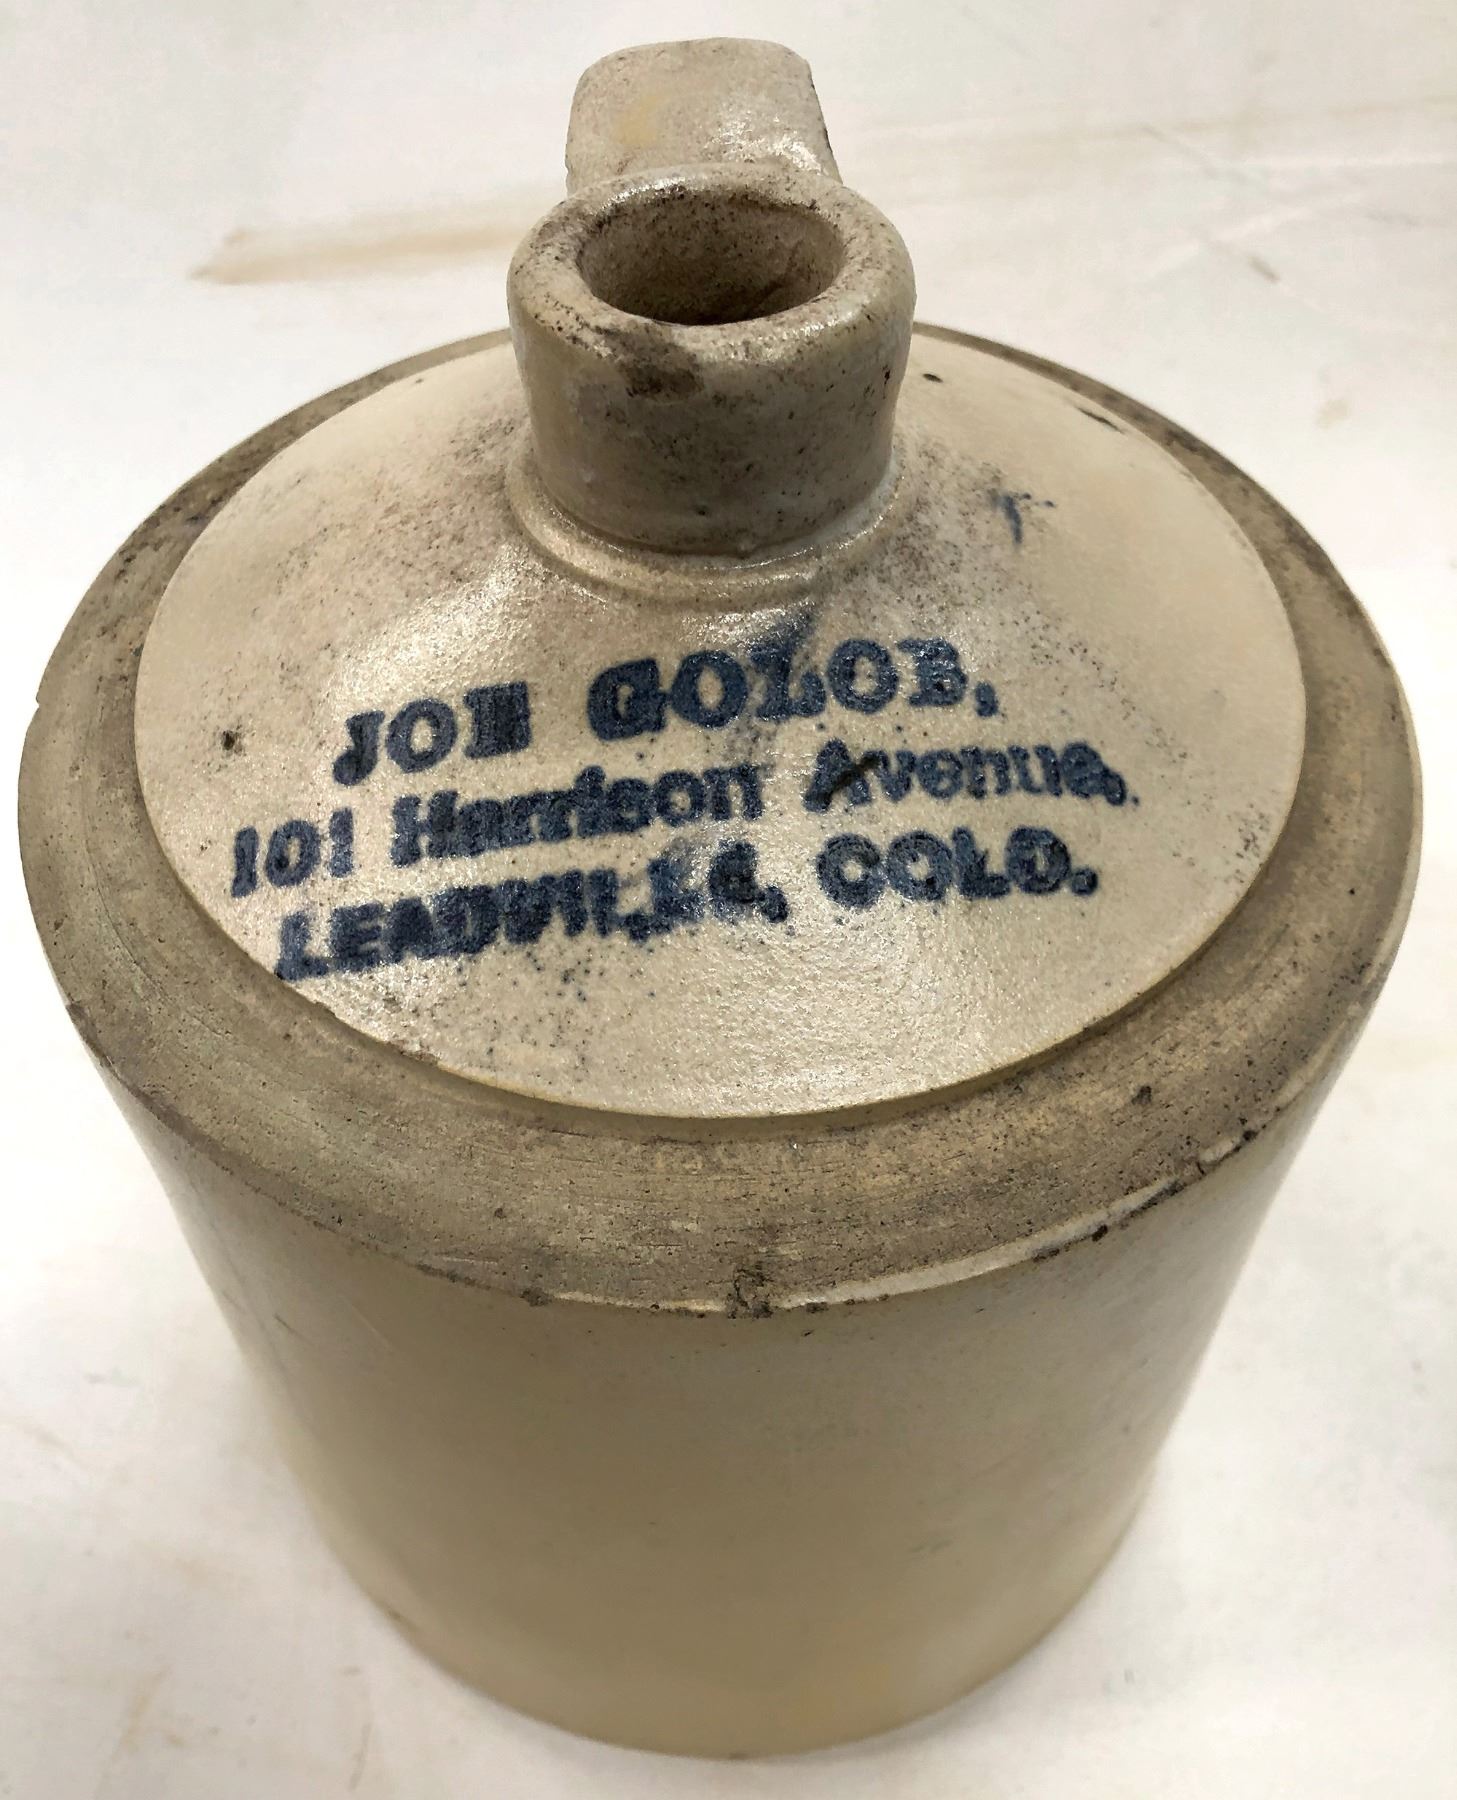 JOE GOLOB,
101 Harrison Avenue,
LEADVILLE, COLO.